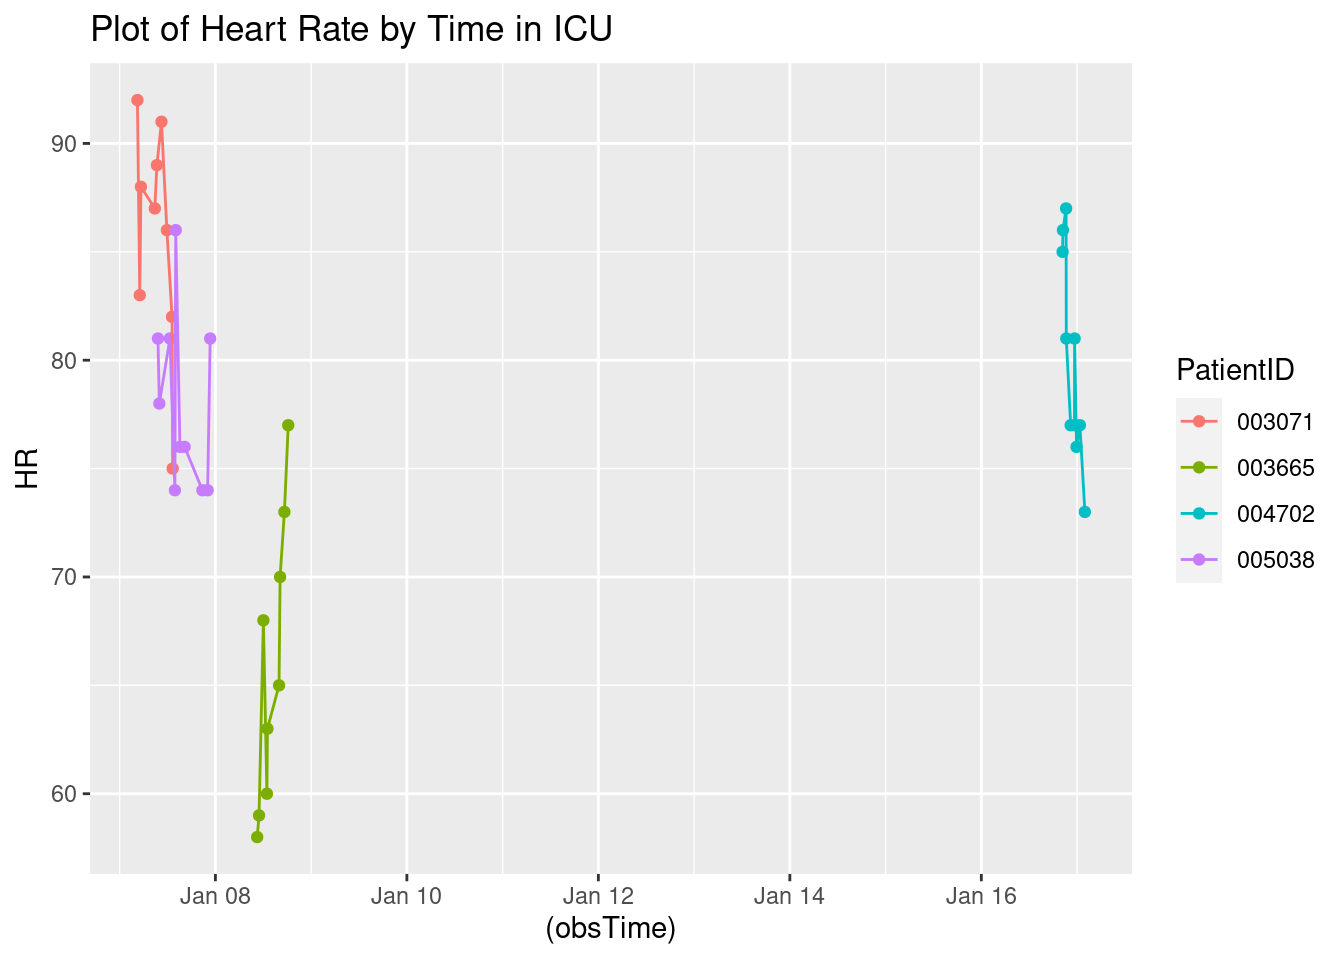 Plot of Heart Rate by Time in ICU
HR
90
80
70
60
Jan 08
Jan 10
Jan 12
Jan 14
Jan 16
(obsTime)
PatientID
003071
003665
004702
005038